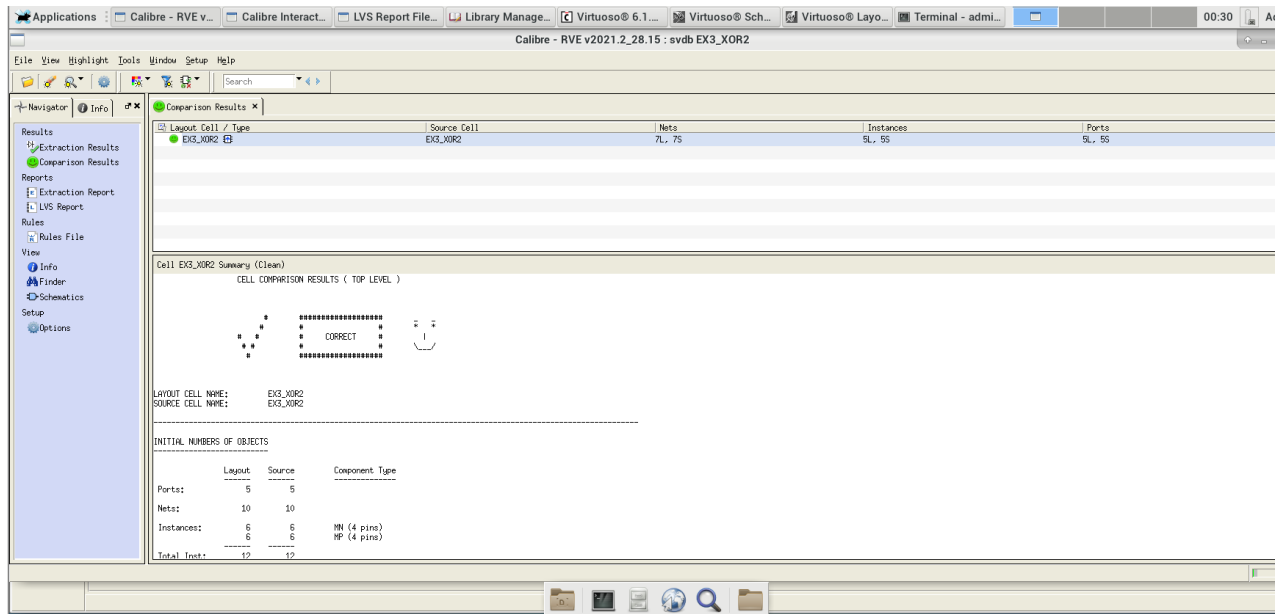 Applications Calibre - RVE v... Calibre Interact... LVS Report File... Library Manage... Virtuoso® 6.1.... Virtuoso® Sch... Virtuoso® Layo... Terminal - admi... 00:30
Calibre - RVE v2021.2_28.15 : svdb EX3_XOR2
File View Highlight Tools Window Setup Help
Search
Navigator Info Comparison Results
Layout Cell / Type Source Cell Nets Instances Ports
EX3_XOR2 EX3_XOR2 7L, 7S 5L, 5S 5L, 5S
Results
Extraction Results
Comparison Results
Reports
Extraction Report
LVS Report
Rules
Rules File
View
Info
Finder
Schematics
Setup
Options
Cell EX3_XOR2 Summary (Clean)
CELL COMPARISON RESULTS ( TOP LEVEL )
# ################### _ _
# # # * *
# # # CORRECT # |
# # # # \___/
# ###################
LAYOUT CELL NAME: EX3_XOR2
SOURCE CELL NAME: EX3_XOR2
INITIAL NUMBERS OF OBJECTS
Layout Source Component Type
Ports: 5 5
Nets: 10 10
Instances: 6 6 MN (4 pins)
6 6 MP (4 pins)
Total Inst: 12 12